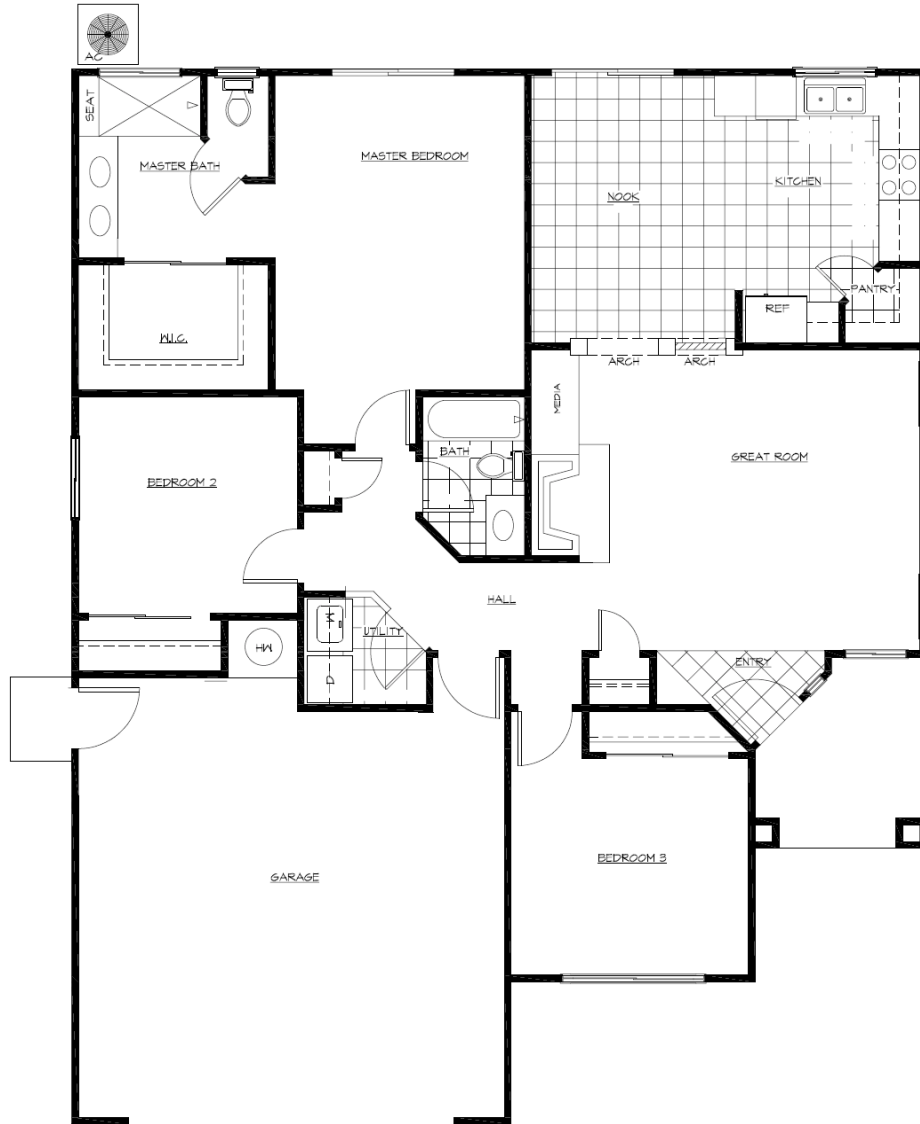 AC
SEAT
MASTER BATH
MASTER BEDROOM
NOOK
KITCHEN
PANTRY
REF
W.I.C.
ARCH
ARCH
MEDIA
BATH
GREAT ROOM
BEDROOM 2
HALL
W
UTILITY
WH
D
ENTRY
BEDROOM 3
GARAGE